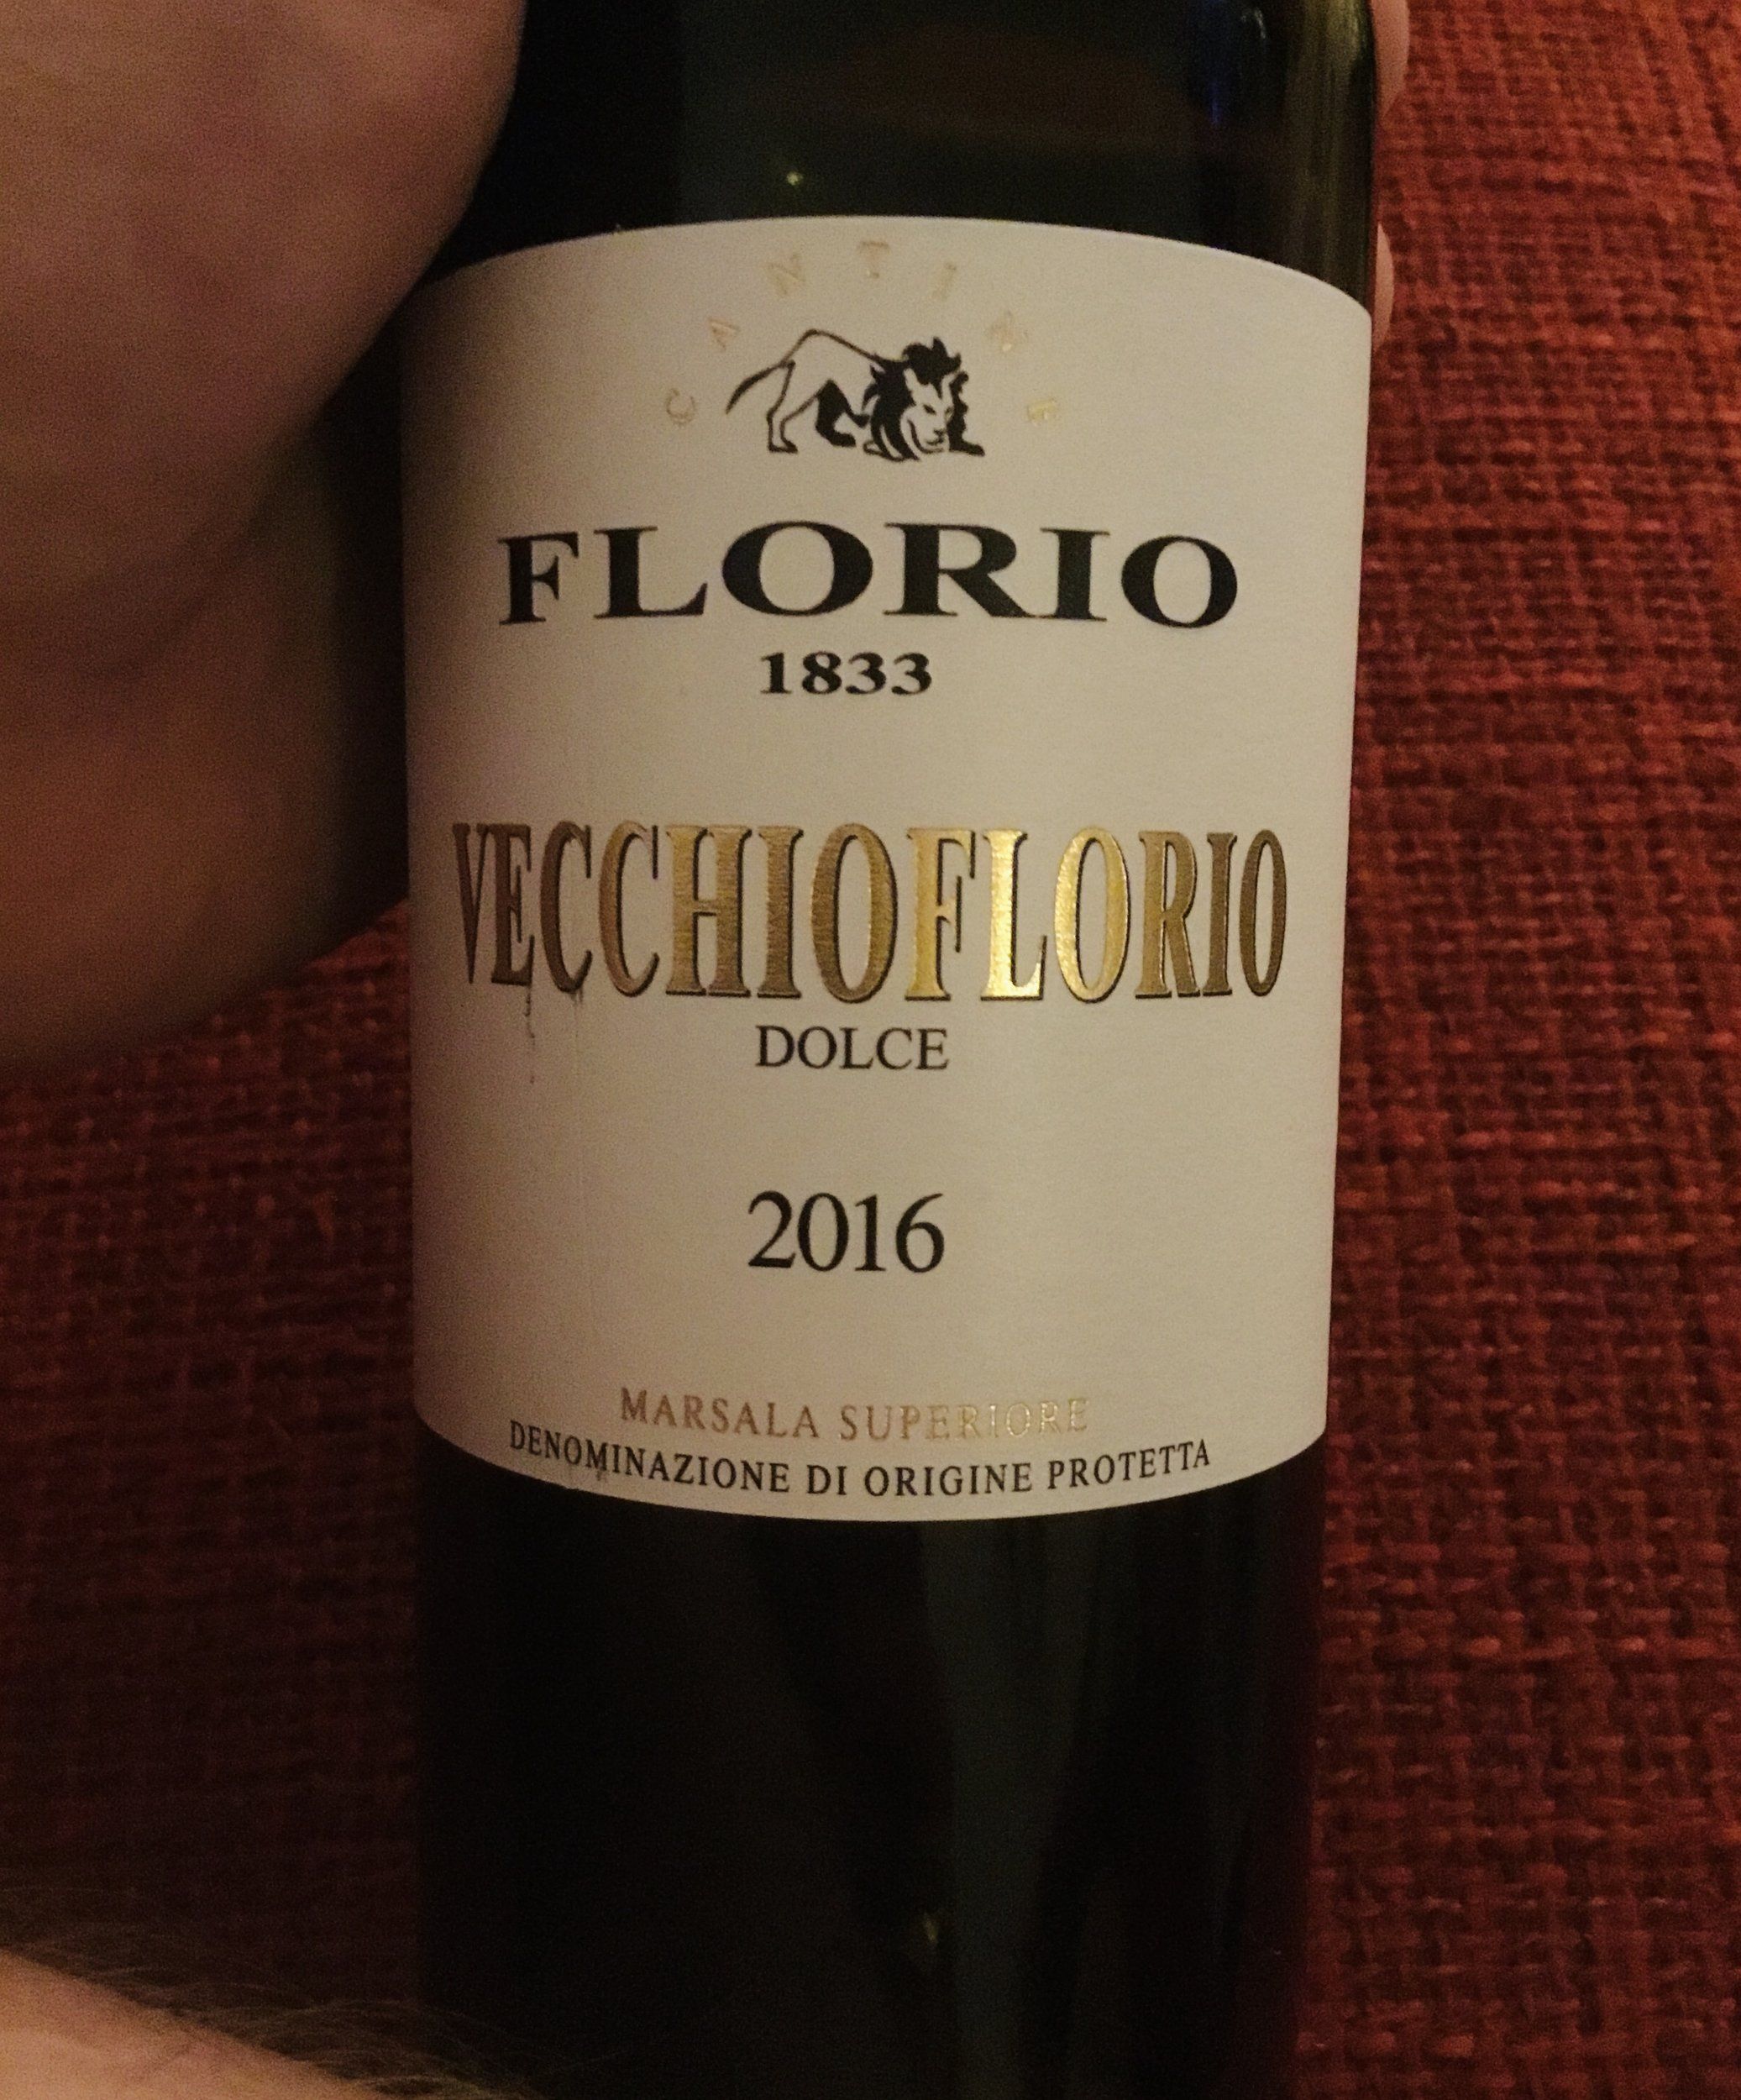 CANTINE
FLORIO
1833
VECCHIOFLORIO
DOLCE
2016
MARSALA SUPERIORE
DENOMINAZIONE DI ORIGINE PROTETTA